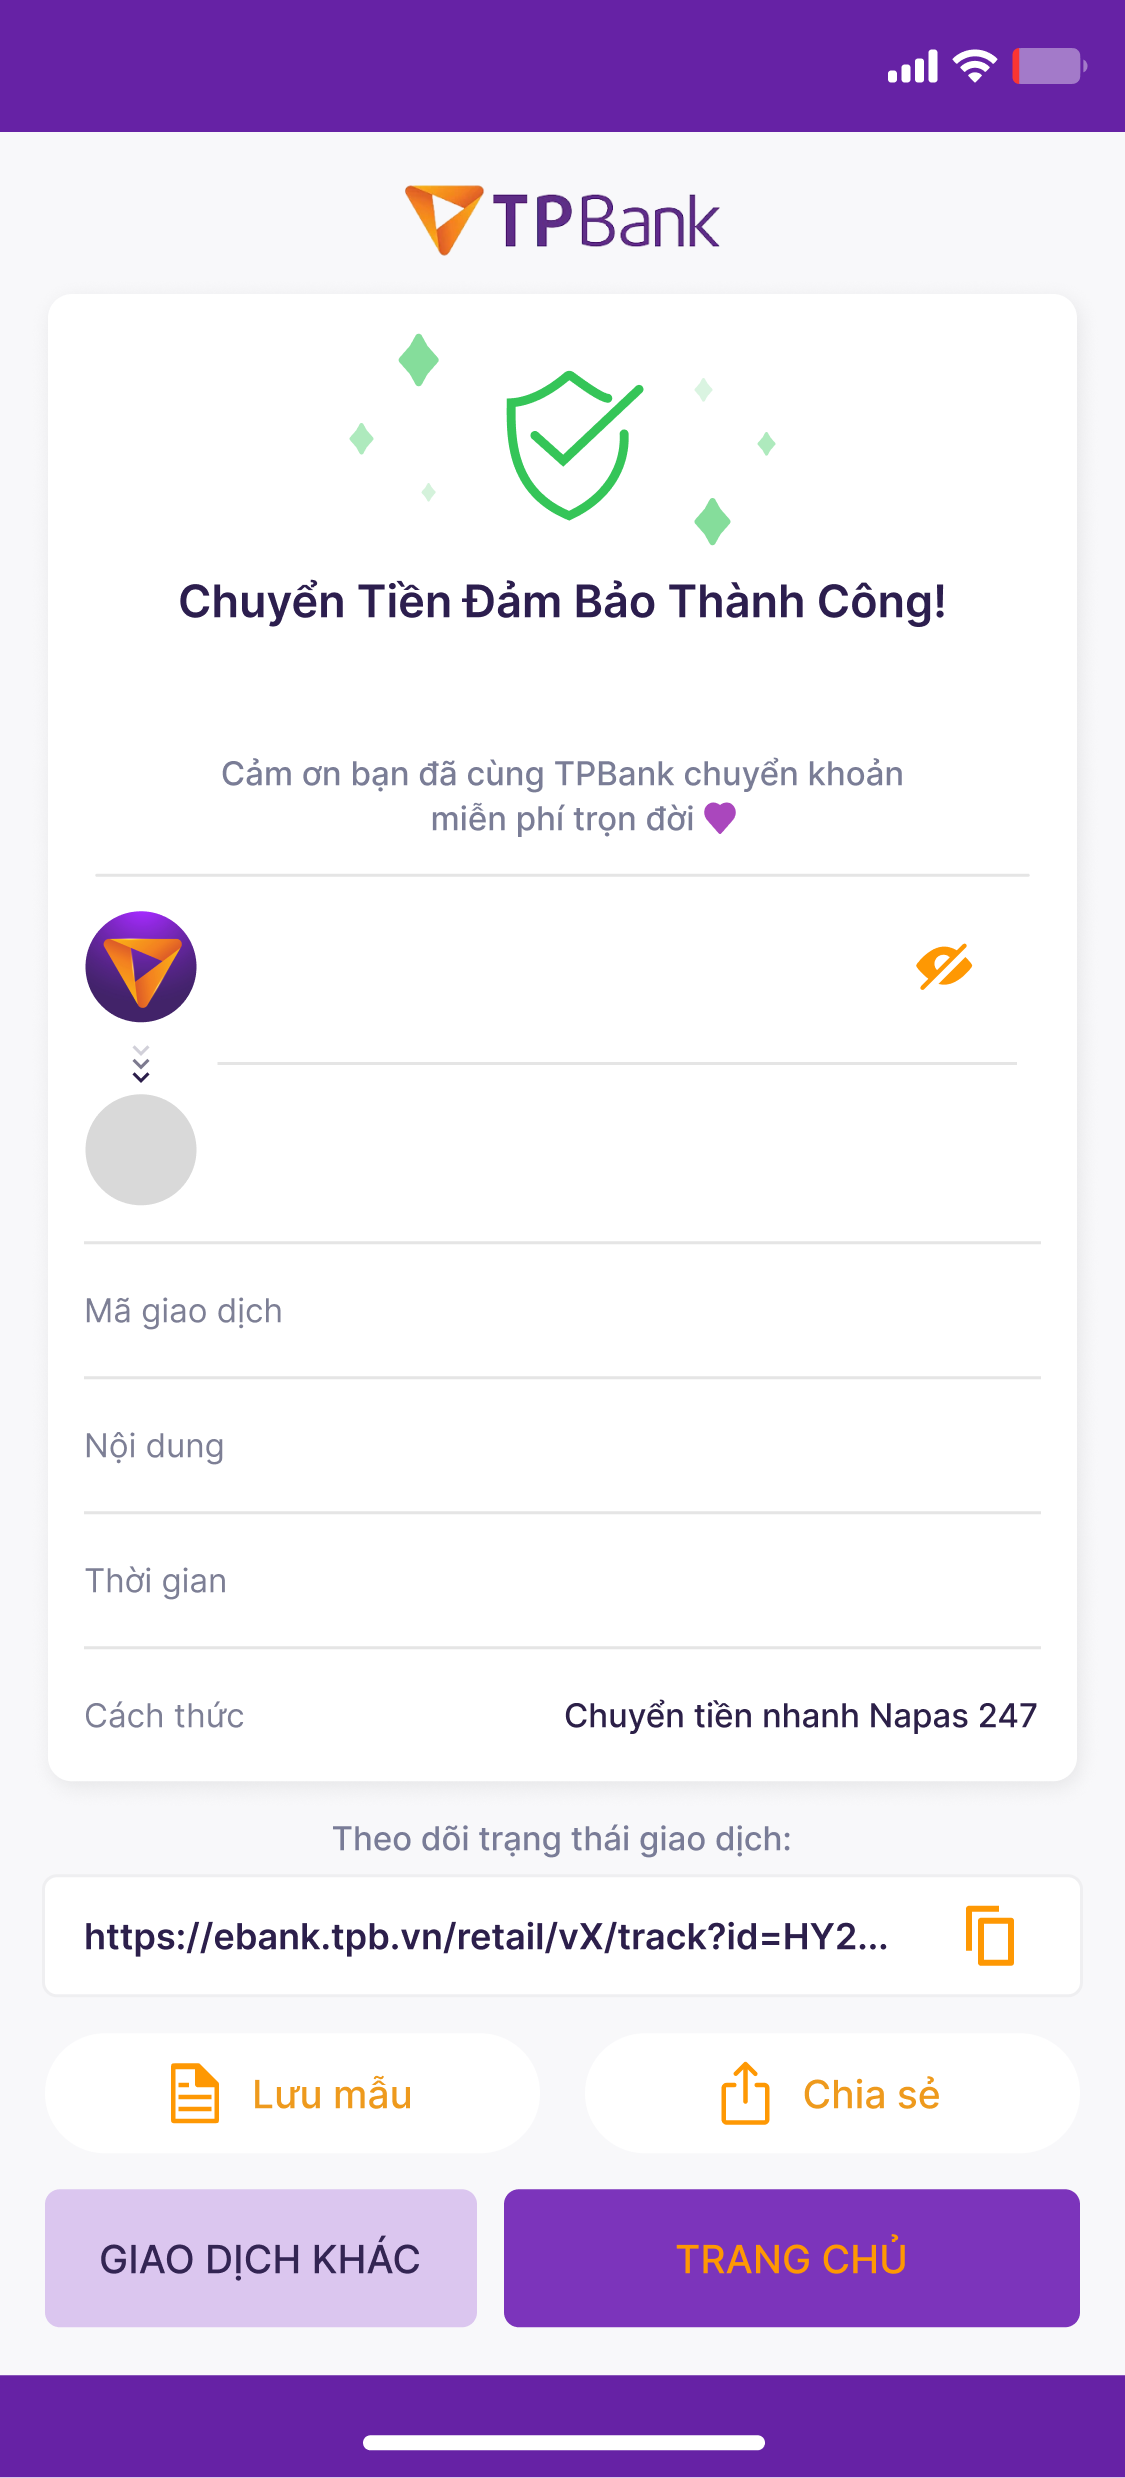 TPBank
Chuyển Tiền Đảm Bảo Thành Công!
Cảm ơn bạn đã cùng TPBank chuyển khoản
miễn phí trọn đời
Mã giao dịch
Nội dung
Thời gian
Cách thức Chuyển tiền nhanh Napas 247
Theo dõi trạng thái giao dịch:
https://ebank.tpb.vn/retail/vX/track?id=HY2...
Lưu mẫu Chia sẻ
GIAO DỊCH KHÁC TRANG CHỦ